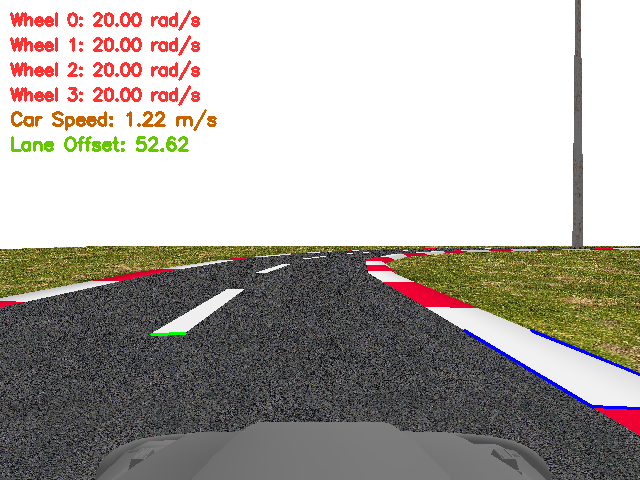 Wheel 0: 20.00 rad/s
Wheel 1: 20.00 rad/s
Wheel 2: 20.00 rad/s
Wheel 3: 20.00 rad/s
Car Speed: 1.22 m/s
Lane Offset: 52.62